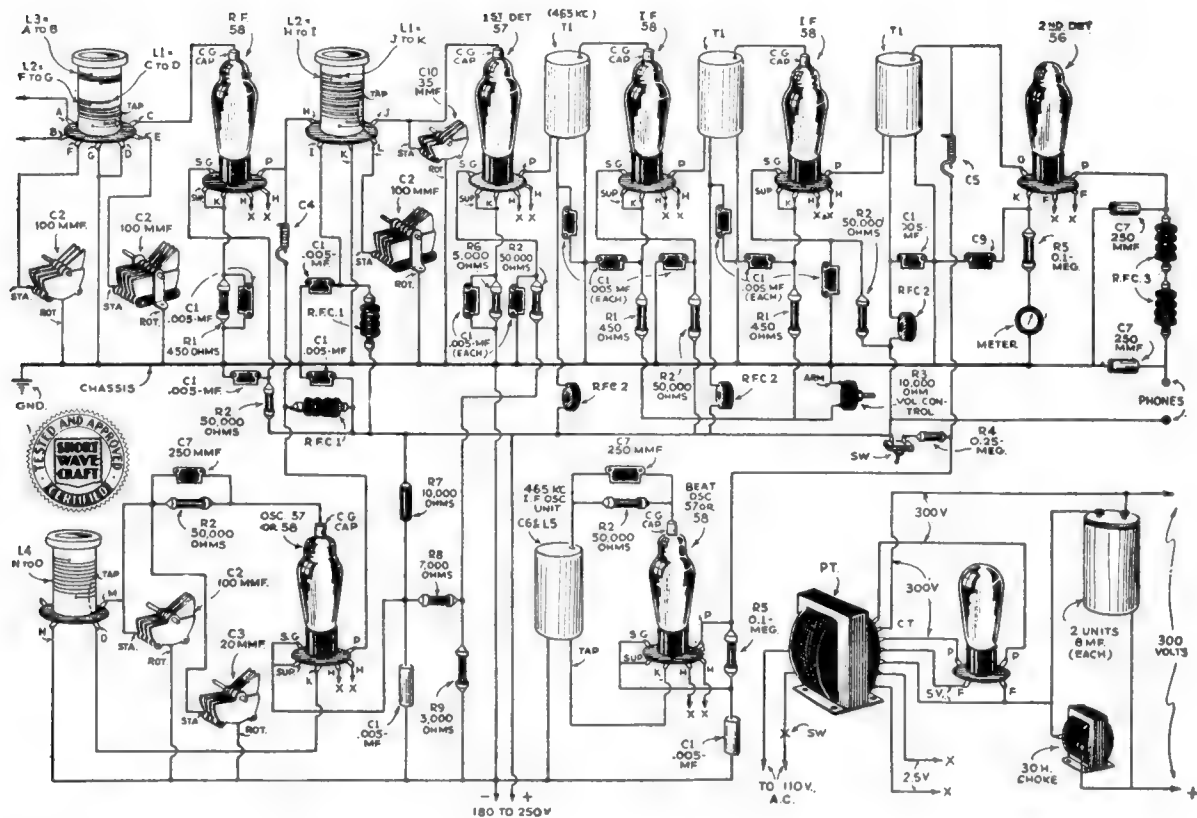 L3=
A TO B
L2=
F TO G
L1=
C TO D
TAP
A
B
C
E
F
G
D
R.F.
58
C.G.
CAP
S.G.
P
SUP.
K
H
H
X X
L2=
H TO I
L1=
J TO K
TAP
H
J
I
K
L
C10
35
MMF
STA
ROT.
1ST DET
57
C.G.
CAP
S.G.
P
SUP
K
H
H
X X
(465 KC)
T1
I.F.
58
C.G.
CAP
S.G.
P
SUP
K
H
H
X X
T1
I.F.
58
C.G.
CAP
S.G.
P
SUP
K
H
H
X X
T1
C5
2ND DET
56
G
P
K
F
F
X X
C2
100 MMF.
STA.
ROT.
C2
100 MMF
STA
ROT.
C1
.005-MF
R1
450 OHMS
C4
C1
.005-
MF.
R.F.C.1
C2
100 MMF
STA
ROT.
R6
5,000
OHMS
R2
50,000
OHMS
C1
.005-MF
(EACH)
C1
.005 MF
(EACH)
R1
450
OHMS
C1
.005-MF
(EACH)
R1
450
OHMS
R2
50,000
OHMS
C1
.005-
MF
RFC 2
C9
R5
0.1-
MEG.
METER
C7
250
MMF
R.F.C. 3
C7
250
MMF
PHONES
GND.
CHASSIS
C1
.005-MF
C1
.005-MF
R2
50,000
OHMS
R.F.C.1
RFC 2
R2
50,000
OHMS
RFC 2
ARM
R3
10,000
OHM
VOL. CONTROL
SW
R4
0.25-
MEG.
TESTED AND APPROVED
SHORT
WAVE
CRAFT
CERTIFIED
C7
250 MMF
R2
50,000
OHMS
L4
N TO O
TAP
M
N
O
C2
100 MMF.
STA.
ROT.
C3
20 MMF.
STA
ROT.
OSC. 57
OR 58
C.G.
CAP
S.G.
P
SUP.
K
H
H
X X
R7
10,000
OHMS
R8
7,000
OHMS
C1
.005-
MF
R9
3,000
OHMS
- +
180 TO 250 V
465 KC
I.F. OSC
UNIT
C6 & L5
TAP
C7
250 MMF
R2
50,000
OHMS
BEAT
OSC
57 OR
58
C.G.
CAP
S.G.
P
SUP
K
H
H
X X
R5
0.1-
MEG.
C1
.005-
MF
P.T.
300 V
300V
C.T.
P
P
F
F
5V.
SW
X
TO 110V.,
A.C.
2.5V
X
X
2 UNITS
8 MF.
(EACH)
30 H.
CHOKE
300
VOLTS
+